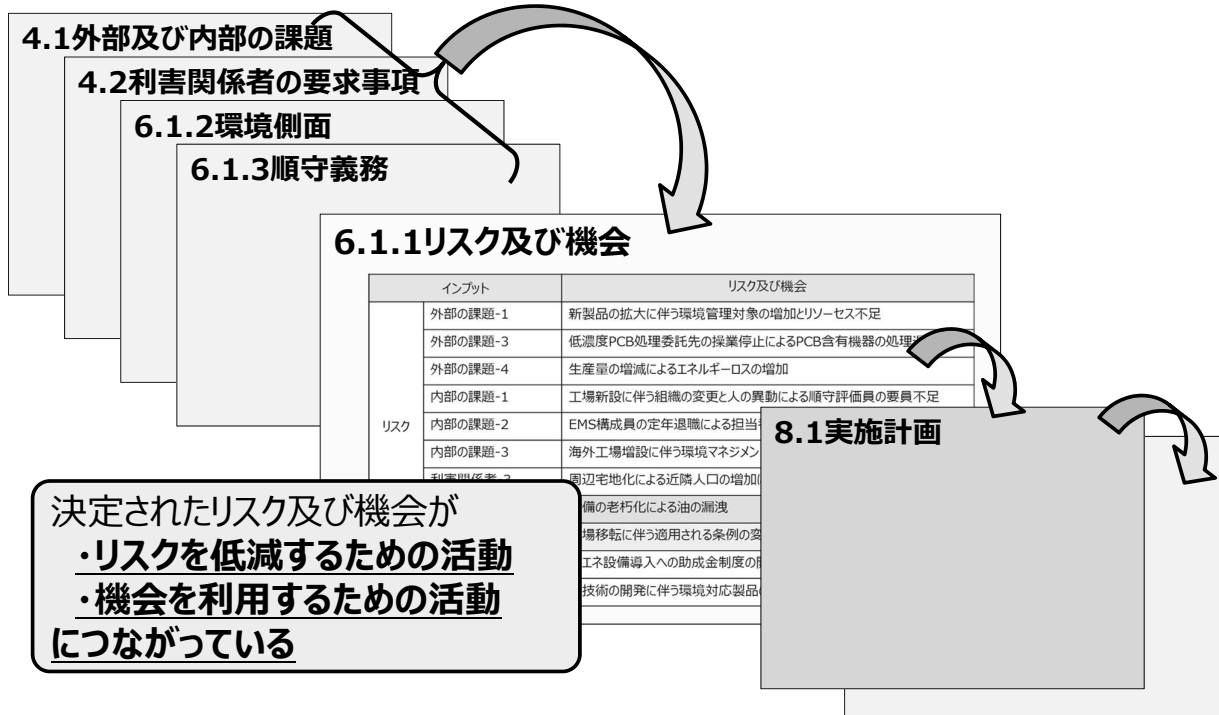 4.1外部及び内部の課題
4.2利害関係者の要求事項
6.1.2環境側面
6.1.3順守義務
6.1.1リスク及び機会
インプット
リスク及び機会
リスク
外部の課題-1
新製品の拡大に伴う環境管理対象の増加とリソーセス不足
外部の課題-3
低濃度PCB処理委託先の操業停止によるPCB含有機器の処理
外部の課題-4
生産量の増減によるエネルギーロスの増加
内部の課題-1
工場新設に伴う組織の変更と人の異動による順守評価員の要員不足
内部の課題-2
EMS構成員の定年退職による担当
内部の課題-3
海外工場増設に伴う環境マネジメン
周辺宅地化による近隣人口の増加
備の老朽化による油の漏洩
場移転に伴う適用される条例の変
エネ設備導入への助成金制度の
技術の開発に伴う環境対応製品
8.1実施計画
決定されたリスク及び機会が
・リスクを低減するための活動
・機会を利用するための活動
につながっている